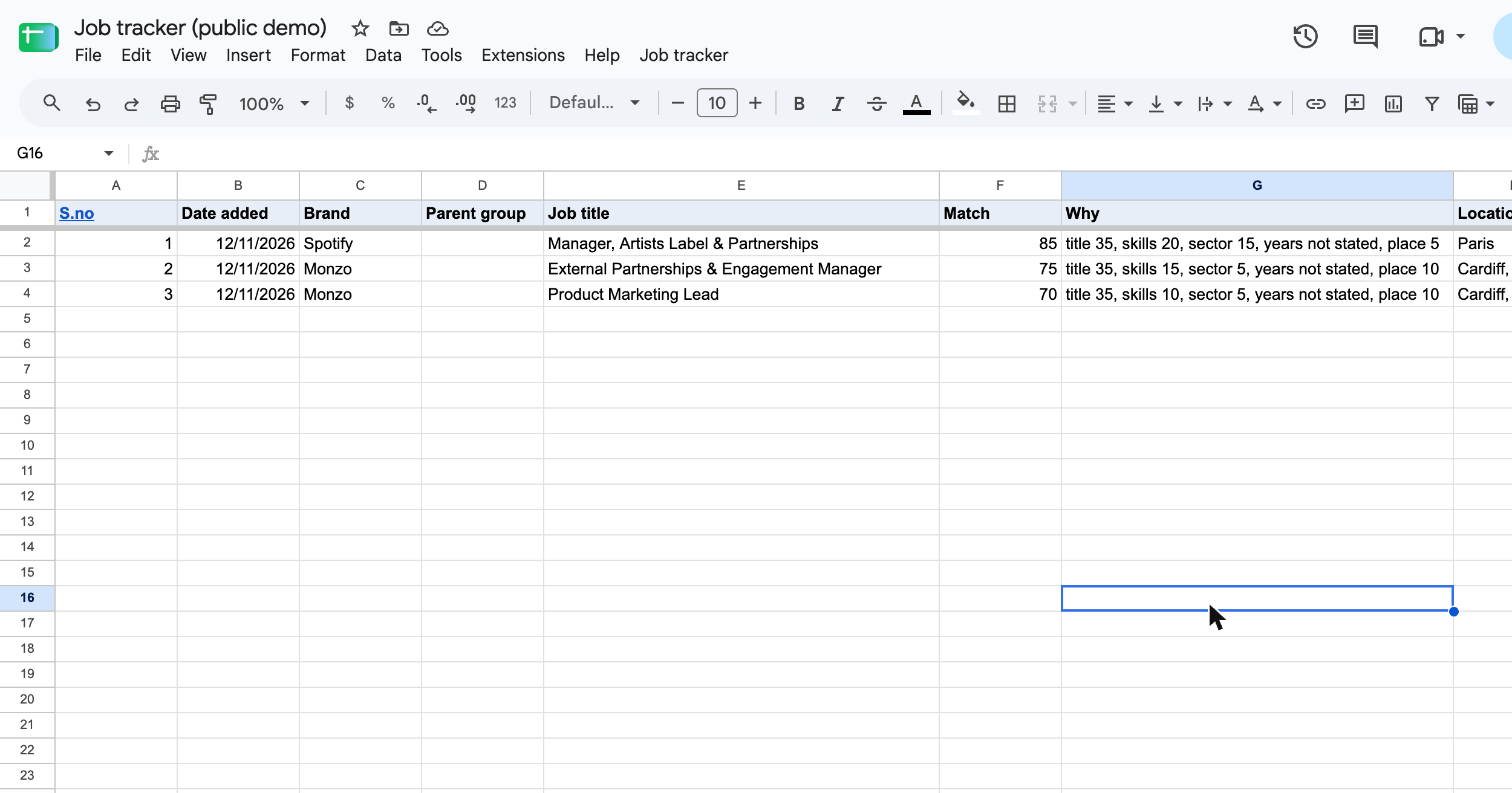 Job tracker (public demo)
File Edit View Insert Format Data Tools Extensions Help Job tracker
100% $ % .0 .00 123 Defaul... 10 B I S A A
G16 fx
A B C D E F G
1 S.no Date added Brand Parent group Job title Match Why Locatio
2 1 12/11/2026 Spotify Manager, Artists Label & Partnerships 85 title 35, skills 20, sector 15, years not stated, place 5 Paris
3 2 12/11/2026 Monzo External Partnerships & Engagement Manager 75 title 35, skills 15, sector 5, years not stated, place 10 Cardiff,
4 3 12/11/2026 Monzo Product Marketing Lead 70 title 35, skills 10, sector 5, years not stated, place 10 Cardiff,
5
6
7
8
9
10
11
12
13
14
15
16
17
18
19
20
21
22
23